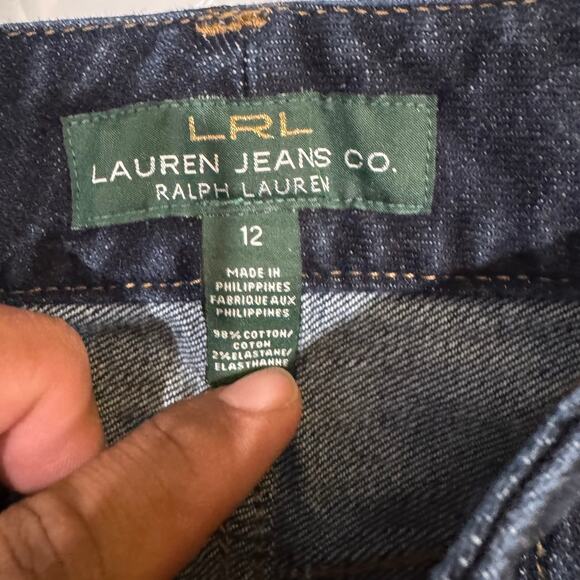 LRL
LAUREN JEANS CO.
RALPH LAUREN
12
MADE IN
PHILIPPINES
FABRIQUE AUX
PHILIPPINES
98% COTTON/
COTON
2% ELASTANE/
ELASTHANNE